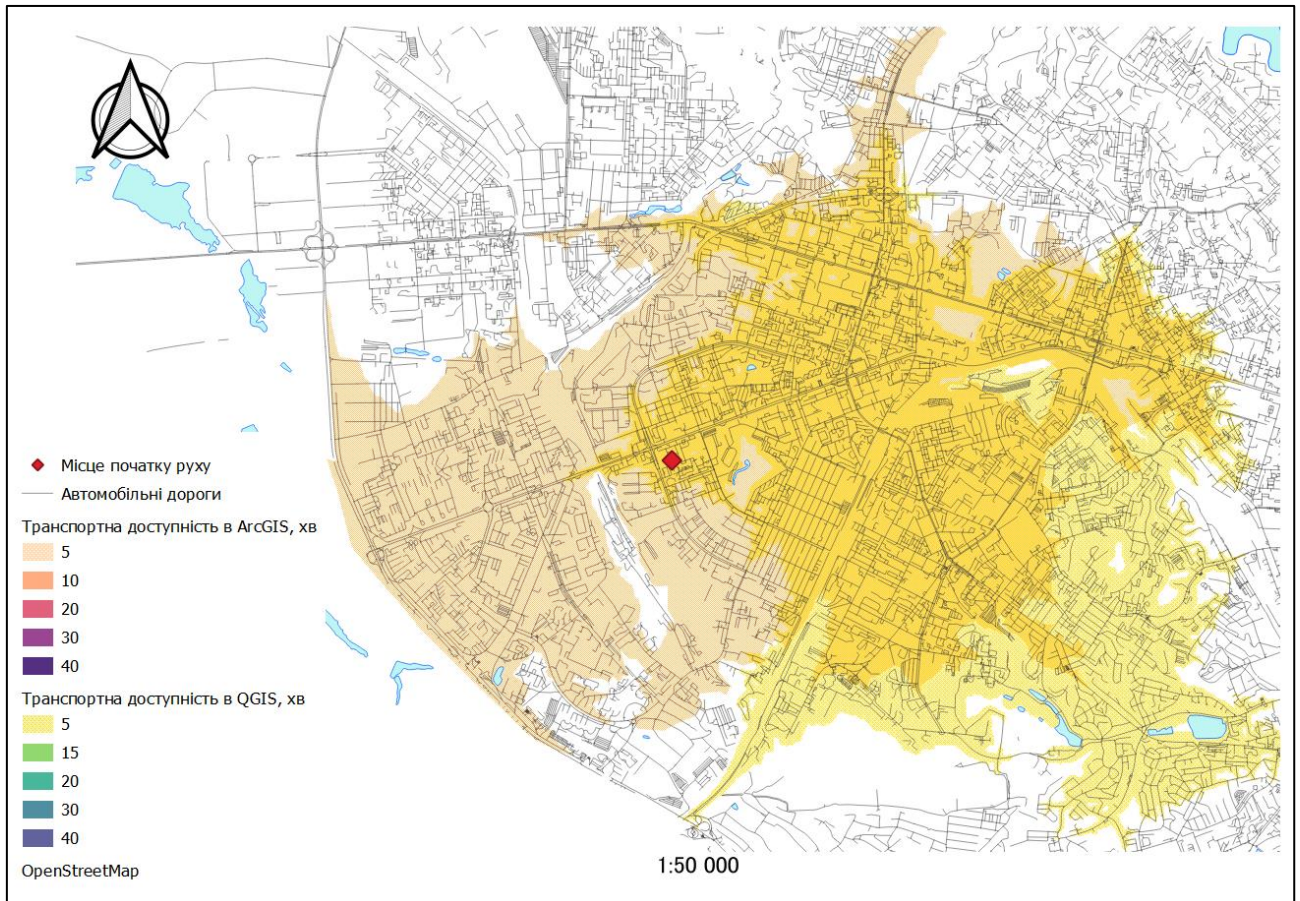 Місце початку руху
Автомобільні дороги
Транспортна доступність в ArcGIS, хв
5
10
20
30
40
Транспортна доступність в QGIS, хв
5
15
20
30
40
OpenStreetMap
1:50 000